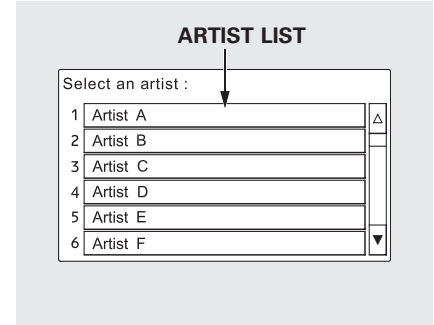 ARTIST LIST
Select an artist :
1 Artist A
2 Artist B
3 Artist C
4 Artist D
5 Artist E
6 Artist F